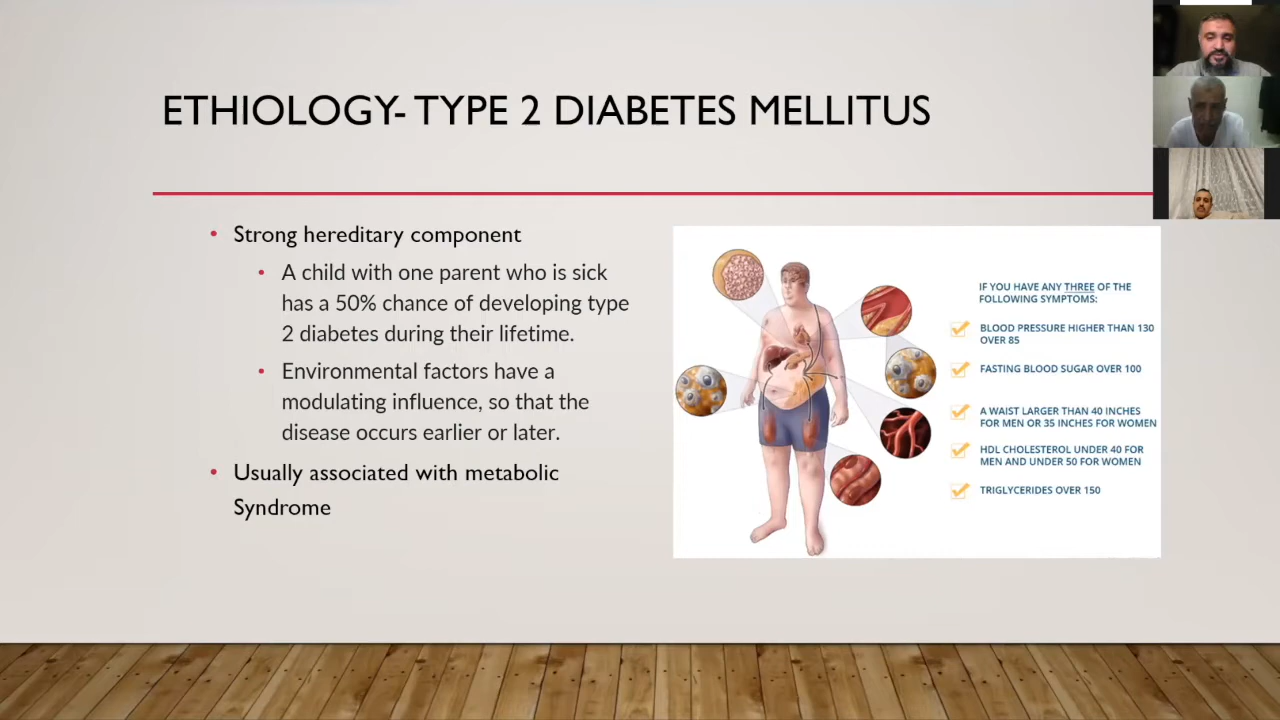 ETHIOLOGY- TYPE 2 DIABETES MELLITUS
• Strong hereditary component
• A child with one parent who is sick
has a 50% chance of developing type
2 diabetes during their lifetime.
• Environmental factors have a
modulating influence, so that the
disease occurs earlier or later.
• Usually associated with metabolic
Syndrome
IF YOU HAVE ANY THREE OF THE
FOLLOWING SYMPTOMS:
BLOOD PRESSURE HIGHER THAN 130
OVER 85
FASTING BLOOD SUGAR OVER 100
A WAIST LARGER THAN 40 INCHES
FOR MEN OR 35 INCHES FOR WOMEN
HDL CHOLESTEROL UNDER 40 FOR
MEN AND UNDER 50 FOR WOMEN
TRIGLYCERIDES OVER 150